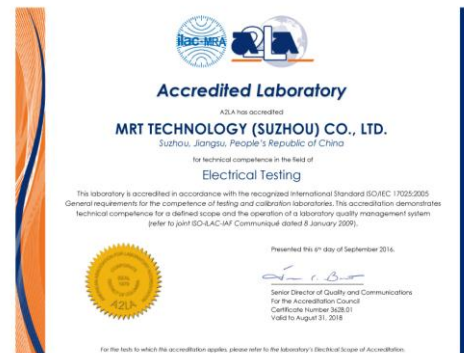 ilac-MRA
A2LA
Accredited Laboratory
A2LA has accredited
MRT TECHNOLOGY (SUZHOU) CO., LTD.
Suzhou, Jiangsu, People's Republic of China
for technical competence in the field of
Electrical Testing
This laboratory is accredited in accordance with the recognized International Standard ISO/IEC 17025:2005
General requirements for the competence of testing and calibration laboratories. This accreditation demonstrates
technical competence for a defined scope and the operation of a laboratory quality management system
(refer to joint ISO-ILAC-IAF Communiqué dated 8 January 2009).
Presented this 6th day of September 2016.
Senior Director of Quality and Communications
For the Accreditation Council
Certificate Number 3628.01
Valid to August 31, 2018
SEAL
1978
A2LA
For the tests to which this accreditation applies, please refer to the laboratory's Electrical Scope of Accreditation.